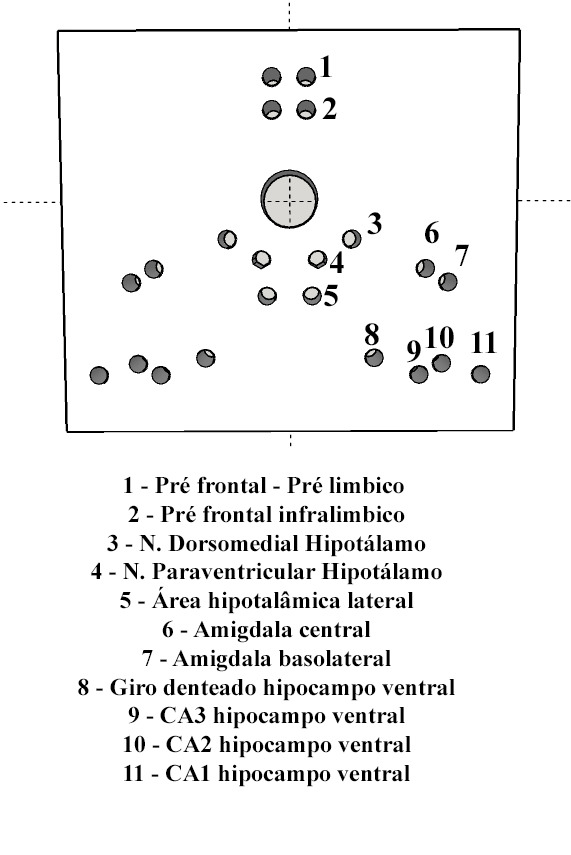 1
2
3
4
5
6
7
8
9
10
11
1 - Pré frontal - Pré limbico
2 - Pré frontal infralimbico
3 - N. Dorsomedial Hipotálamo
4 - N. Paraventricular Hipotálamo
5 - Área hipotalâmica lateral
6 - Amigdala central
7 - Amigdala basolateral
8 - Giro denteado hipocampo ventral
9 - CA3 hipocampo ventral
10 - CA2 hipocampo ventral
11 - CA1 hipocampo ventral